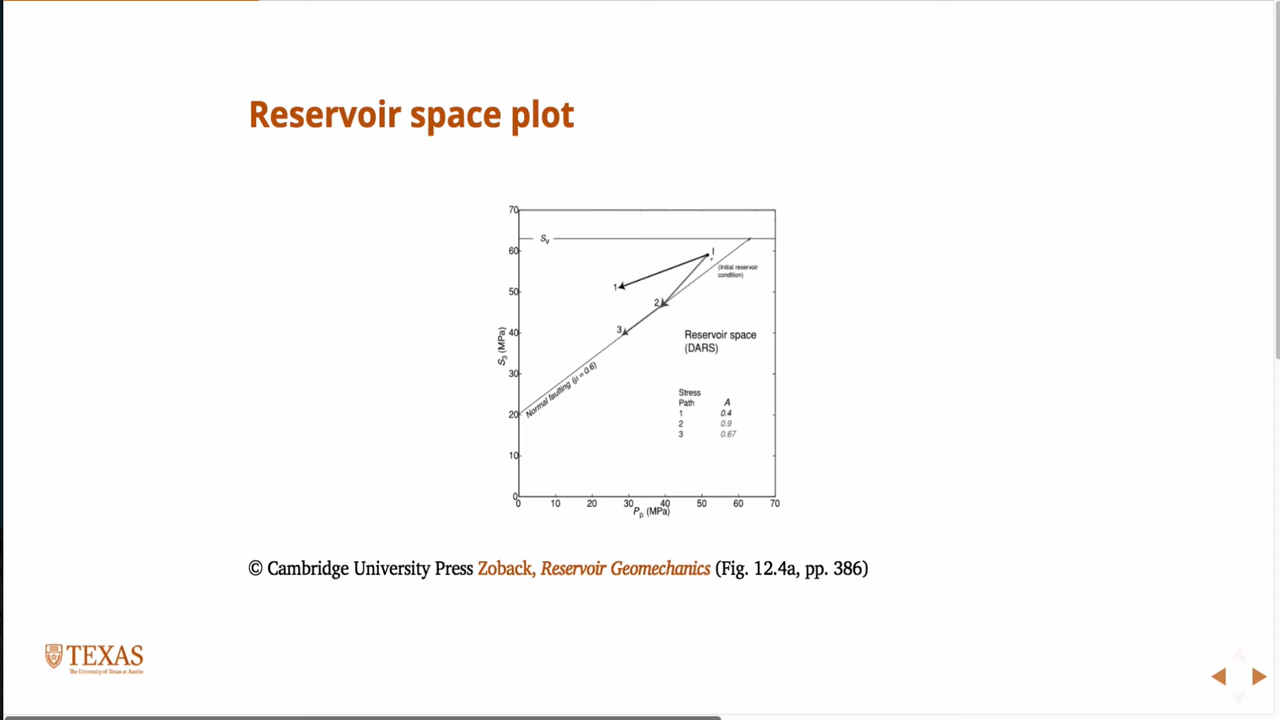 Reservoir space plot
70
S_v
60
I
(Initial reservoir
condition)
1
50
2
3
40
Reservoir space
(DARS)
S_3 (MPa)
30
Normal faulting (μ = 0.6)
Stress
Path A
1 0.4
20
2 0.9
3 0.67
10
0
0 10 20 30 40 50 60 70
P_p (MPa)
© Cambridge University Press Zoback, Reservoir Geomechanics (Fig. 12.4a, pp. 386)
TEXAS
The University of Texas at Austin